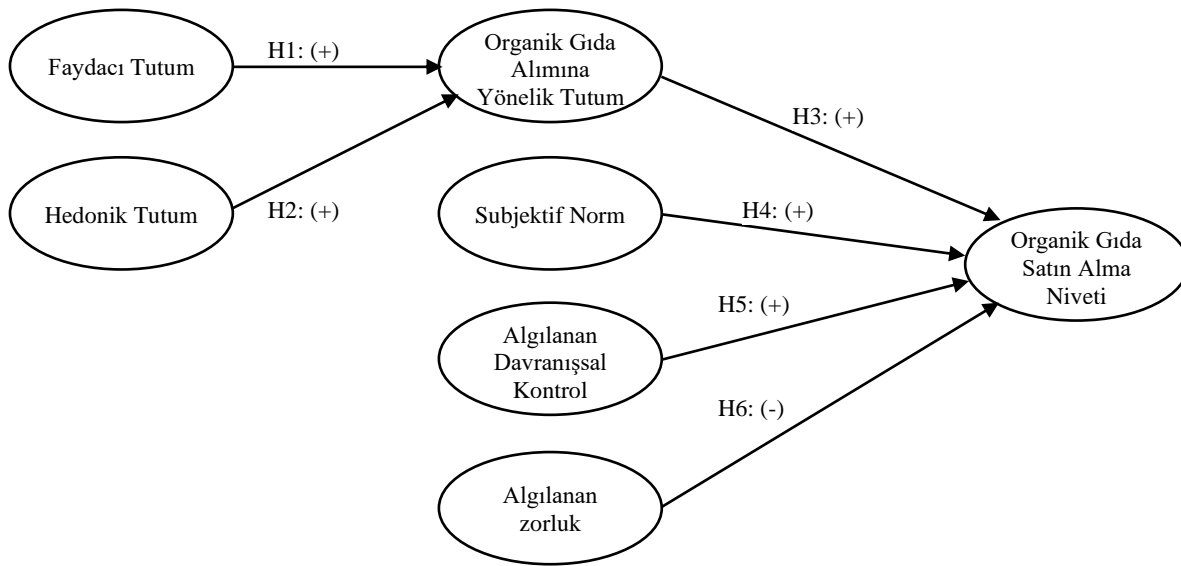 Faydacı Tutum
H1: (+)
Organik Gıda
Alımına
Yönelik Tutum
H3: (+)
Hedonik Tutum
H2: (+)
Subjektif Norm
H4: (+)
Organik Gıda
Satın Alma
Niveti
H5: (+)
Algılanan
Davranışsal
Kontrol
H6: (-)
Algılanan
zorluk